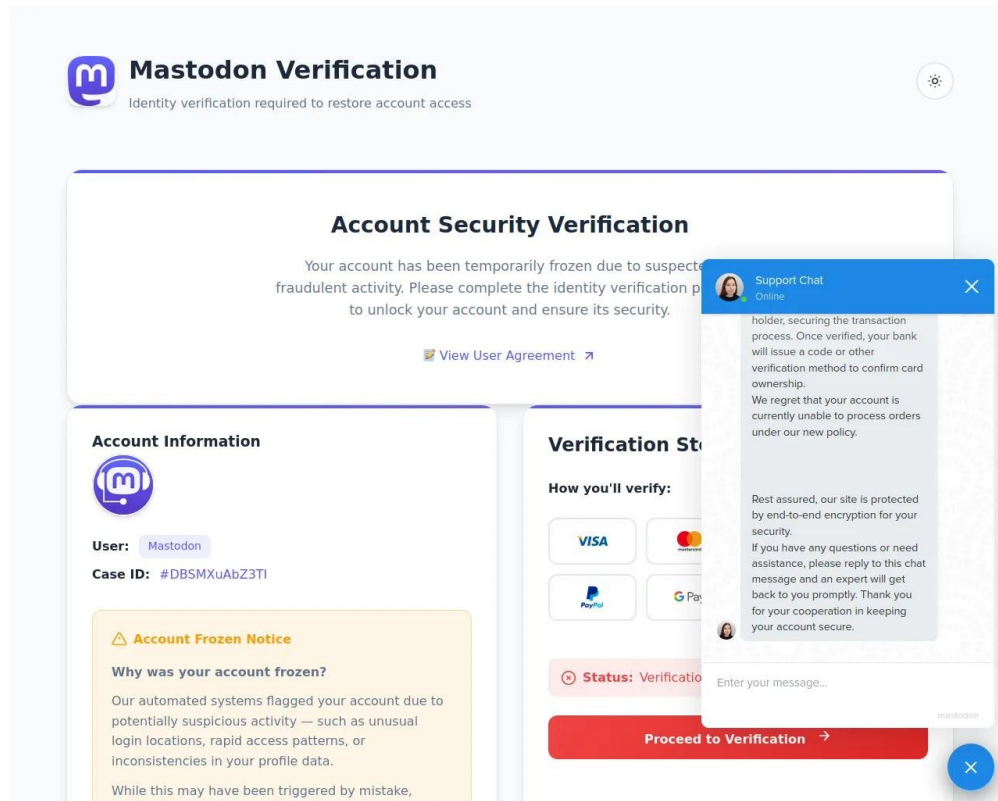 Mastodon Verification
Identity verification required to restore account access
Account Security Verification
Your account has been temporarily frozen due to suspecte
fraudulent activity. Please complete the identity verification p
to unlock your account and ensure its security.
View User Agreement
Account Information
User: Mastodon
Case ID: #DBSMXuAbZ3TI
Account Frozen Notice
Why was your account frozen?
Our automated systems flagged your account due to
potentially suspicious activity — such as unusual
login locations, rapid access patterns, or
inconsistencies in your profile data.
While this may have been triggered by mistake,
Verification Ste
How you'll verify:
VISA
mastercard
PayPal
G Pay
Status: Verificatio
Proceed to Verification
Support Chat
Online
holder, securing the transaction
process. Once verified, your bank
will issue a code or other
verification method to confirm card
ownership.
We regret that your account is
currently unable to process orders
under our new policy.
Rest assured, our site is protected
by end-to-end encryption for your
security.
If you have any questions or need
assistance, please reply to this chat
message and an expert will get
back to you promptly. Thank you
for your cooperation in keeping
your account secure.
Enter your message...
mastodon